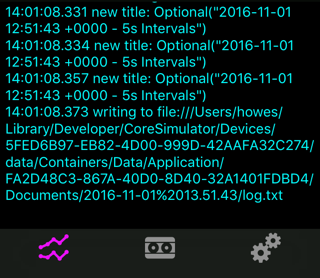 14:01:08.331 new title: Optional("2016-11-01
12:51:43 +0000 - 5s Intervals")
14:01:08.334 new title: Optional("2016-11-01
12:51:43 +0000 - 5s Intervals")
14:01:08.357 new title: Optional("2016-11-01
12:51:43 +0000 - 5s Intervals")
14:01:08.373 writing to file:///Users/howes/
Library/Developer/CoreSimulator/Devices/
5FED6B97-EB82-4D00-999D-42AAFA32C274/
data/Containers/Data/Application/
FA2D48C3-867A-40D0-8D40-32A1401FDBD4/
Documents/2016-11-01%2013.51.43/log.txt